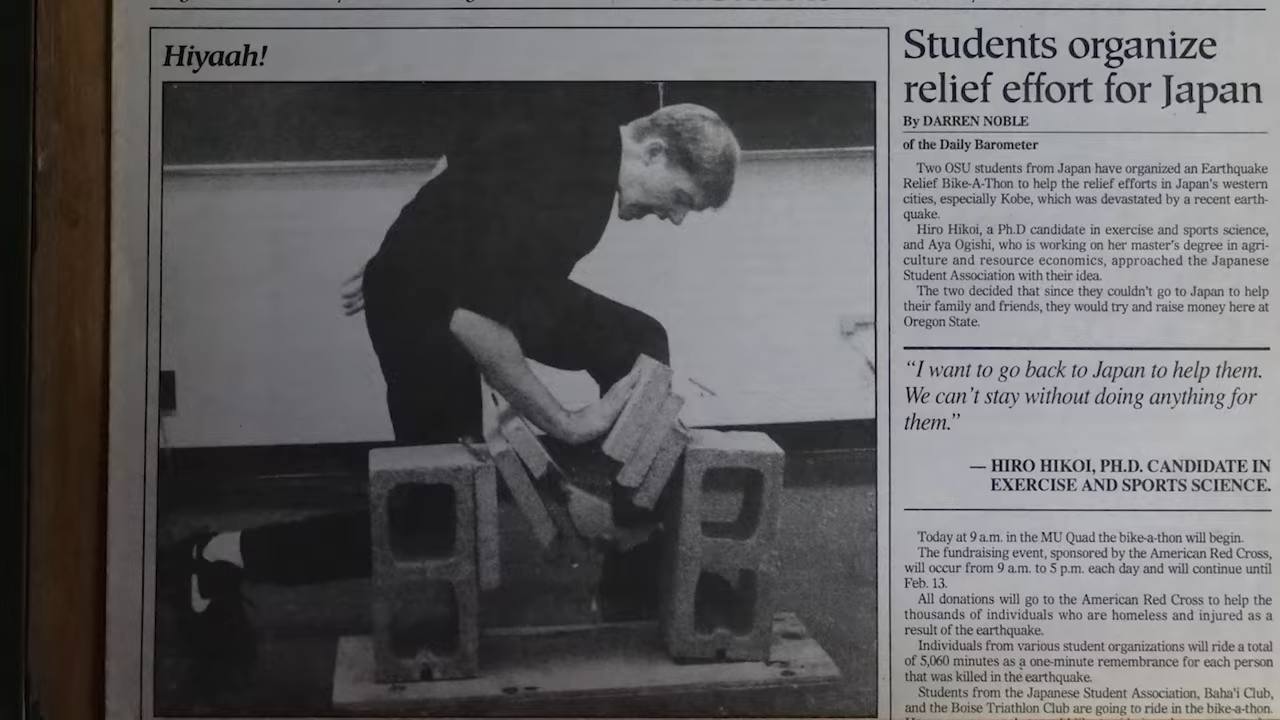 Hiyaah!
Students organize
relief effort for Japan
By DARREN NOBLE
of the Daily Barometer
Two OSU students from Japan have organized an Earthquake
Relief Bike-A-Thon to help the relief efforts in Japan's western
cities, especially Kobe, which was devastated by a recent earth-
quake.
Hiro Hikoi, a Ph.D candidate in exercise and sports science,
and Aya Ogishi, who is working on her master's degree in agri-
culture and resource economics, approached the Japanese
Student Association with their idea.
The two decided that since they couldn't go to Japan to help
their family and friends, they would try and raise money here at
Oregon State.
“I want to go back to Japan to help them.
We can't stay without doing anything for
them.”
— HIRO HIKOI, PH.D. CANDIDATE IN
EXERCISE AND SPORTS SCIENCE.
Today at 9 a.m. in the MU Quad the bike-a-thon will begin.
The fundraising event, sponsored by the American Red Cross,
will occur from 9 a.m. to 5 p.m. each day and will continue until
Feb. 13.
All donations will go to the American Red Cross to help the
thousands of individuals who are homeless and injured as a
result of the earthquake.
Individuals from various student organizations will ride a total
of 5,060 minutes as a one-minute remembrance for each person
that was killed in the earthquake.
Students from the Japanese Student Association, Baha'i Club,
and the Boise Triathlon Club are going to ride in the bike-a-thon.